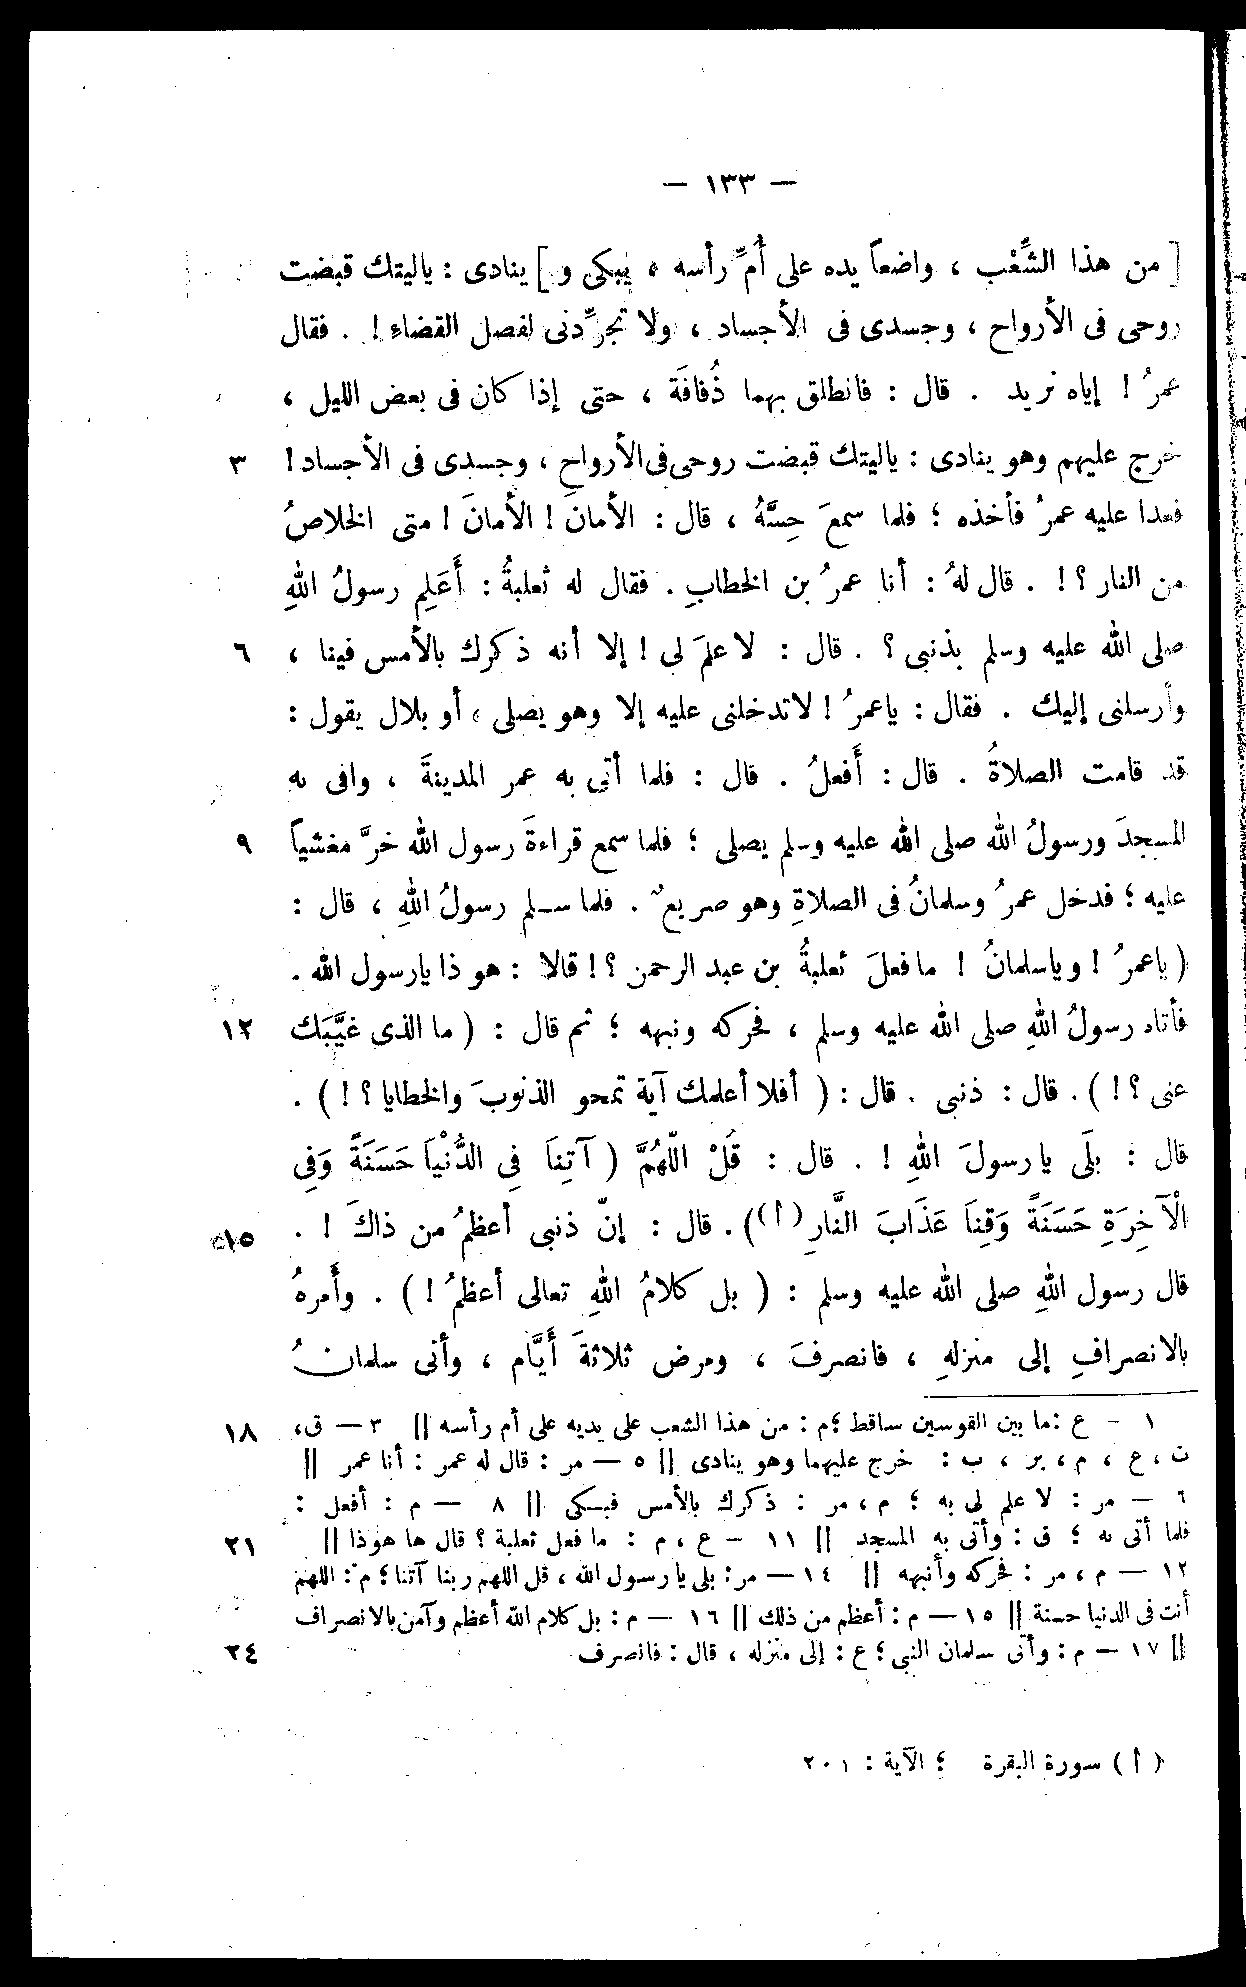 — ١٣٣ —
[ من هذا الشِّعْب ، واضعاً يده على أُمِّ رأسه ، يبكى و ] ينادى : ياليتك قبضت
روحى فى الأرواح ، وجسدى فى الأجساد ، ولا تجرِّدنى لفصل القضاءِ ! . فقال
عمرُ ! إياه نريد . قال : فانطلق بهما ذُفافَة ، حتى إذا كان فى بعض الليل ،
خرج عليهم وهو ينادى : ياليتك قبضت روحى فى الأرواحِ ، وجسدى فى الأجساد ! ٣
فعدا عليه عمرُ فأخذه ؛ فلما سمعَ حِسَّهُ ، قال : الأمانَ ! الأمانَ ! متى الخلاصُ
من النار ؟ ! . قال لهُ : أنا عمرُ بن الخطابِ . فقال له ثعلبةُ : أَعَلِم رسولُ اللهِ
صلى الله عليه وسلم بذنبى ؟ . قال : لا علمَ لى ! إلا أنه ذكرك بالأمس فينا ، ٦
وأرسلنى إليك . فقال : ياعمرُ ! لاتدخلنى عليه إلا وهو يصلى ، أو بلال يقول :
قد قامت الصلاةُ . قال : أَفعلُ . قال : فلما أتى به عمر المدينةَ ، وافى به
المسجدَ ورسولُ الله صلى الله عليه وسلم يصلى ؛ فلما سمع قراءةَ رسول الله خرَّ مغشياً ٩
عليه ؛ فدخل عمرُ وسلمانُ فى الصلاةِ وهو صريعٌ . فلما سلم رسولُ اللهِ ، قال :
( ياعمرُ ! وياسلمانُ ! ما فعلَ ثعلبةُ بن عبد الرحمن ؟ ! قالا : هو ذا يارسول الله .
فأتاه رسولُ اللهِ صلى الله عليه وسلم ، فحركه ونبهه ؛ ثم قال : ( ما الذى غيَّبَك ١٢
عنى ؟ ! ) . قال : ذنبى . قال : ( أفلا أعلمك آية تمحو الذنوبَ والخطايا ؟ ! ) .
قال : بلَى يا رسولَ اللهِ ! . قال : قُلْ اللّهُمَّ ( آتِنَا فِى الدُّنْيَا حَسَنَةً وَفِى
الْآخِرَةِ حَسَنَةً وَقِنَا عَذَابَ النَّارِ (أ)) . قال : إنّ ذنبى أعظمُ من ذاكَ ! . ١٥
قال رسول اللهِ صلى الله عليه وسلم : ( بل كلامُ اللهِ تعالى أعظمُ ! ) . وأَمرهُ
بالانصرافِ إلى منزلهِ ، فانصرفَ ، ومرض ثلاثةَ أَيَّام ، وأتى سلمانُ
١ - ع : ما بين القوسين ساقط ؛ م : من هذا الشعب على يديه على أم رأسه || ٣ — ق، ١٨
ت ، ع ، م ، بر ، ب : خرج عليهما وهو ينادى || ٥ — مر : قال له عمر : أنا عمر ||
٦ — مر : لا علم لى به ؛ م ، مر : ذكرك بالأمس فبكى || ٨ — م : أفعل :
فلما أتى به ؛ ق : وأتى به المسجد || ١١ - ع ، م : ما فعل ثعلبة ؟ قال ها هوذا || ٢١
١٢ — م ، مر : فحركه وأنبهه || ١٤ — مر : بلى يا رسول الله ، قل اللهم ربنا آتنا ؛ م : اللهم
أنت فى الدنيا حسنة || ١٥ — م : أعظم من ذلك || ١٦ — م : بل كلام الله أعظم وآمن بالانصراف
|| ١٧ — م : وأتى سلمان النبى ؛ ع : إلى منزله ، قال : فانصرف ٢٤
( أ ) سورة البقرة ؛ الآية : ٢٠١